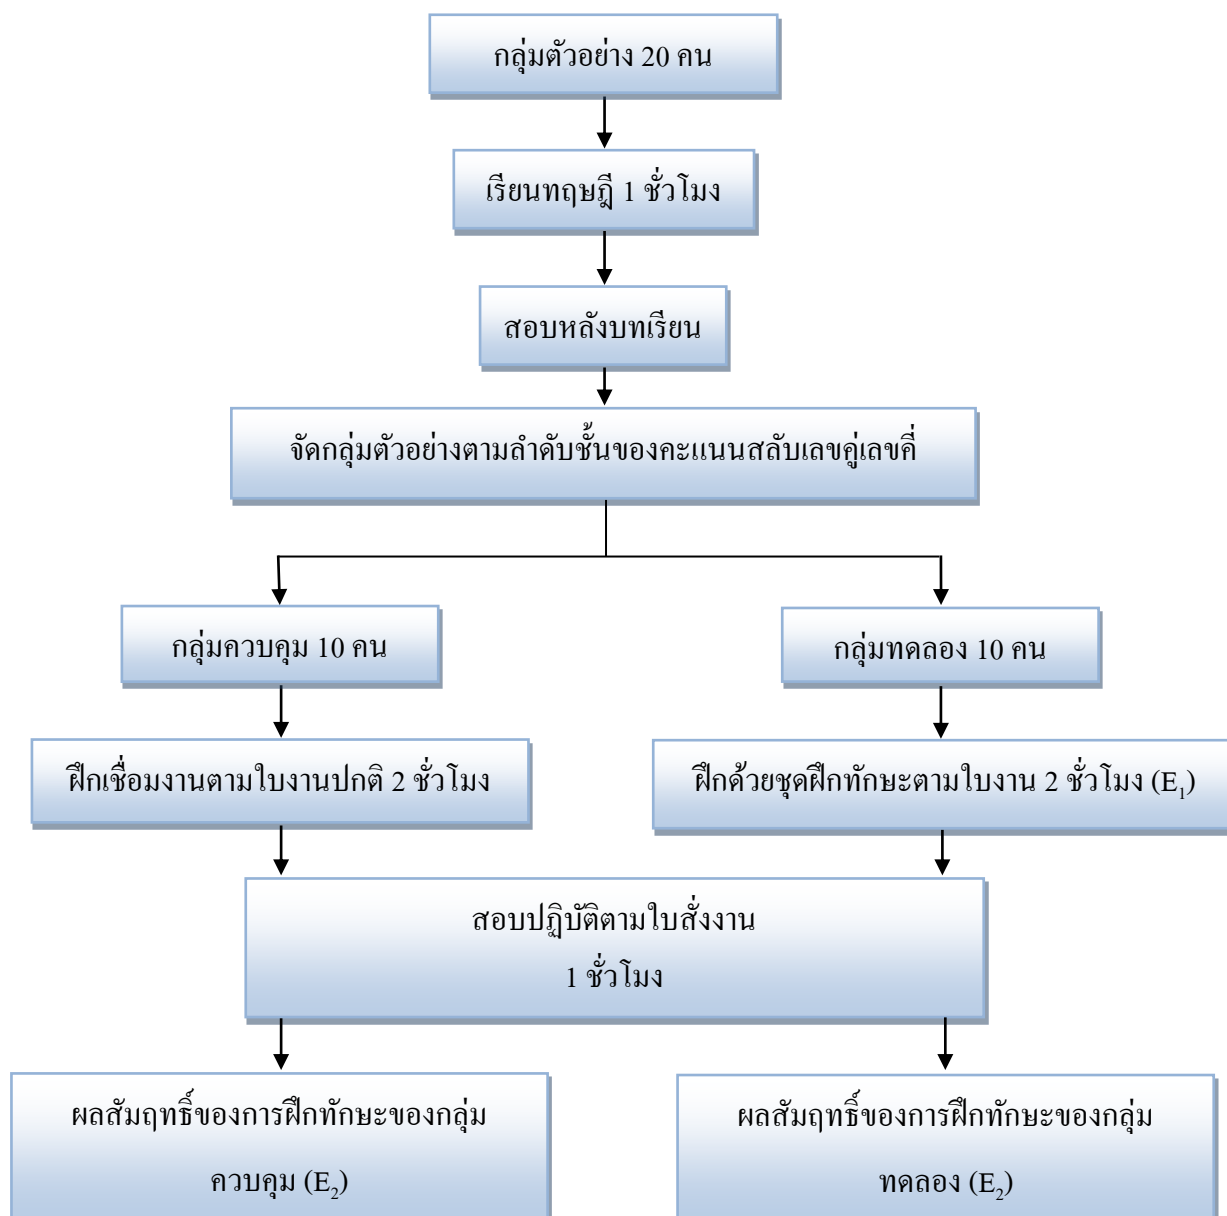 กลุ่มตัวอย่าง 20 คน
เรียนทฤษฎี 1 ชั่วโมง
สอบหลังบทเรียน
จัดกลุ่มตัวอย่างตามลำดับชั้นของคะแนนสลับเลขคู่เลขคี่
กลุ่มควบคุม 10 คน
กลุ่มทดลอง 10 คน
ฝึกเชื่อมงานตามใบงานปกติ 2 ชั่วโมง
ฝึกด้วยชุดฝึกทักษะตามใบงาน 2 ชั่วโมง (E₁)
สอบปฏิบัติตามใบสั่งงาน
1 ชั่วโมง
ผลสัมฤทธิ์ของการฝึกทักษะของกลุ่ม
ควบคุม (E₂)
ผลสัมฤทธิ์ของการฝึกทักษะของกลุ่ม
ทดลอง (E₂)